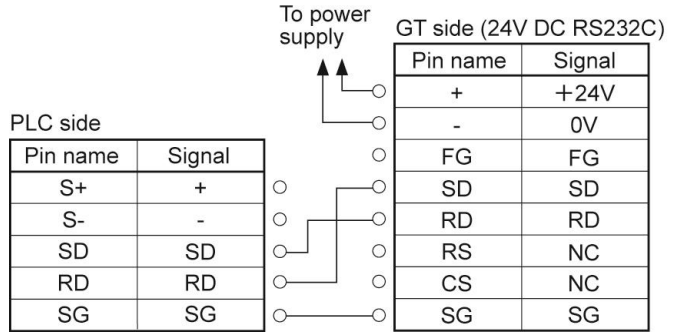 To power
supply
GT side (24V DC RS232C)
Pin name Signal
+ +24V
- 0V
FG FG
SD SD
RD RD
RS NC
CS NC
SG SG
PLC side
Pin name Signal
S+ +
S- -
SD SD
RD RD
SG SG